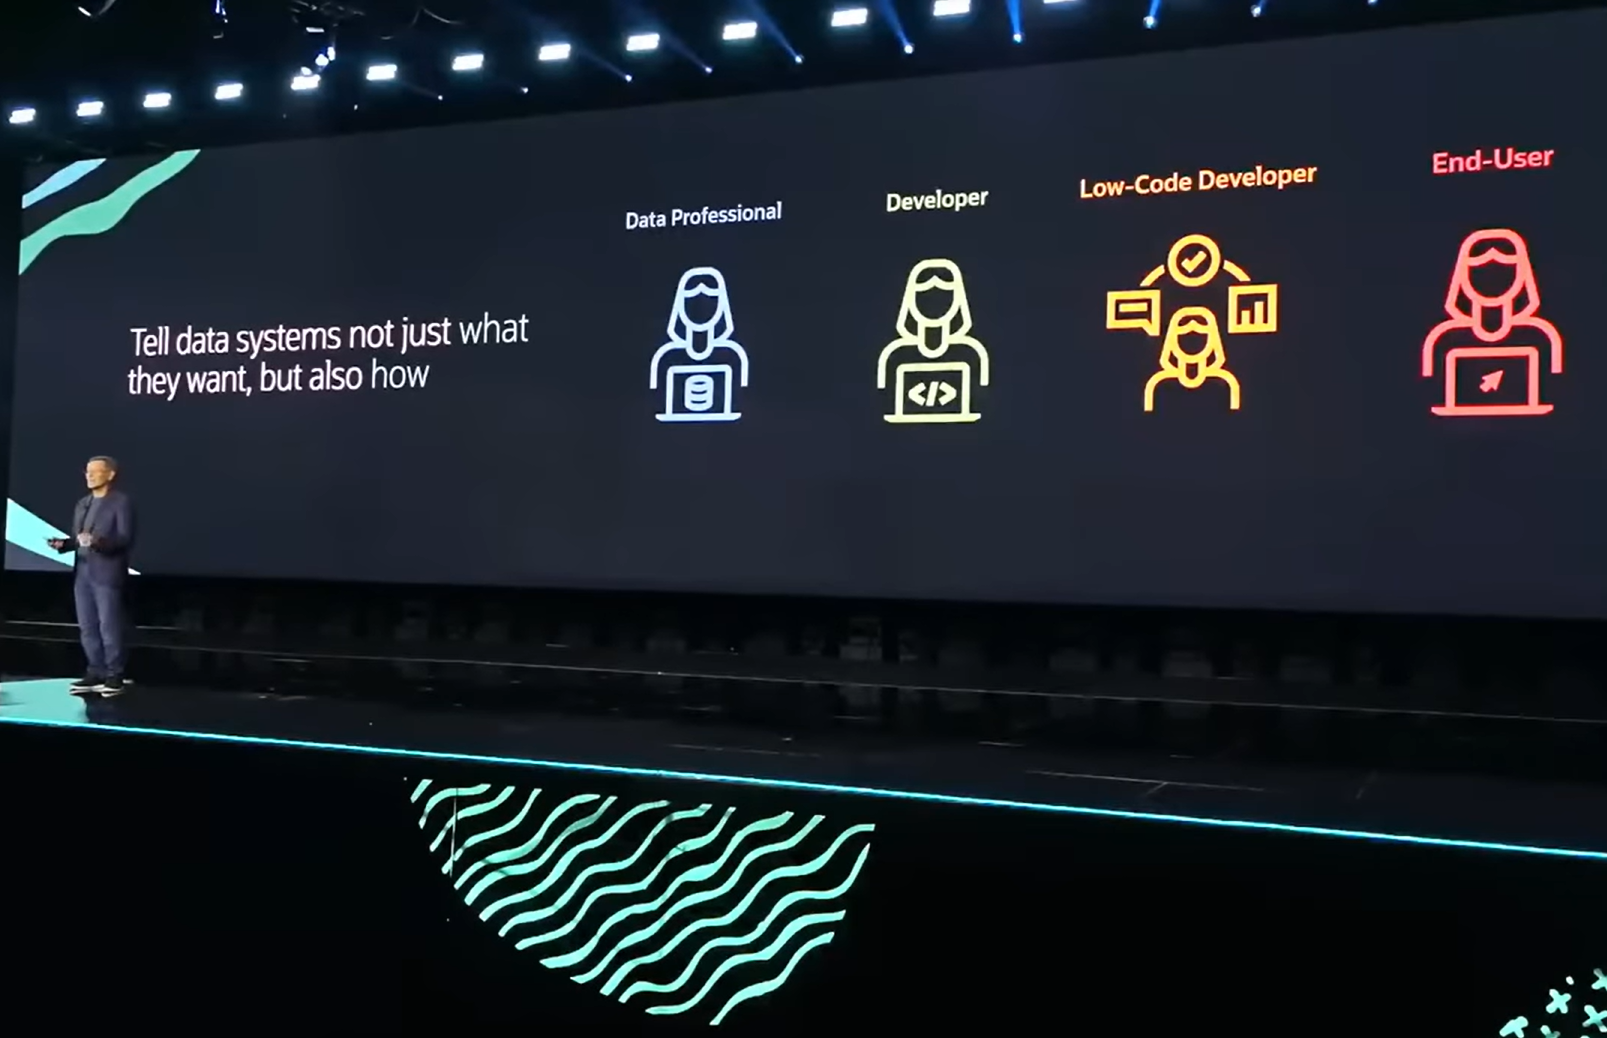 Tell data systems not just what
they want, but also how
Data Professional
Developer
</>
Low-Code Developer
End-User